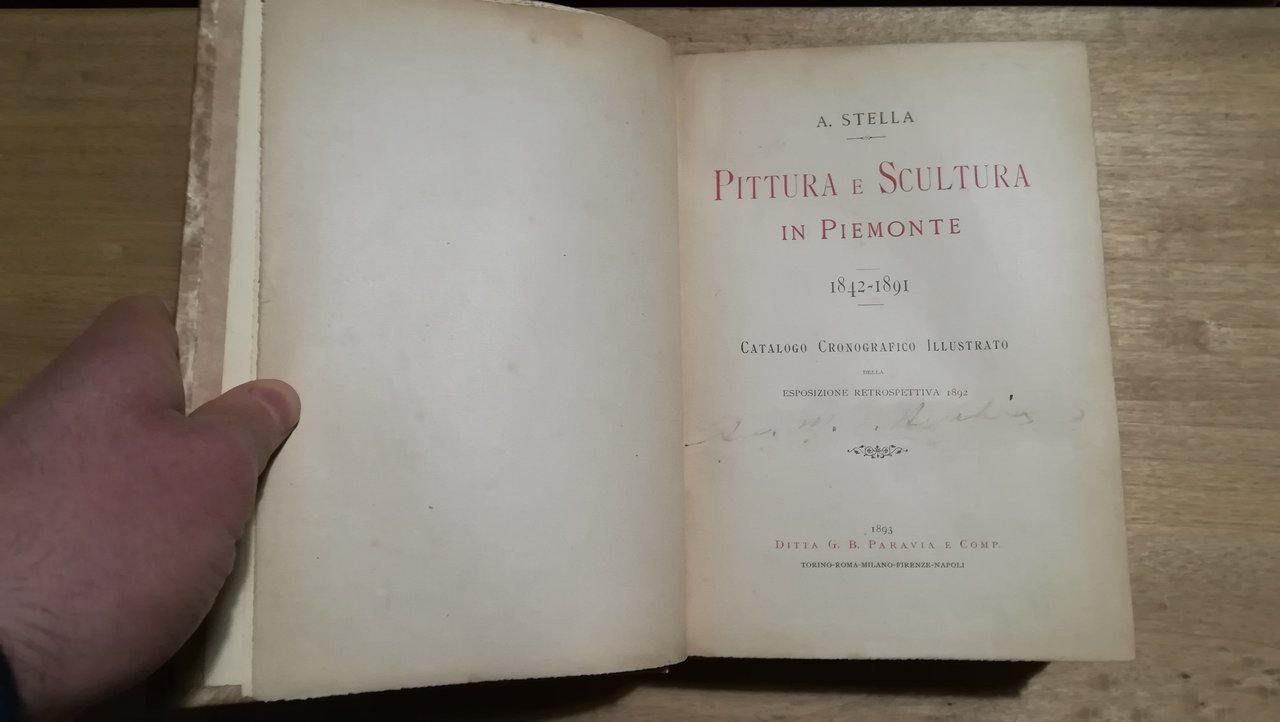 A. STELLA
PITTURA E SCULTURA
IN PIEMONTE
1842-1891
CATALOGO CRONOGRAFICO ILLUSTRATO
DELLA
ESPOSIZIONE RETROSPETTIVA 1892
1893
DITTA G. B. PARAVIA E COMP.
TORINO-ROMA-MILANO-FIRENZE-NAPOLI